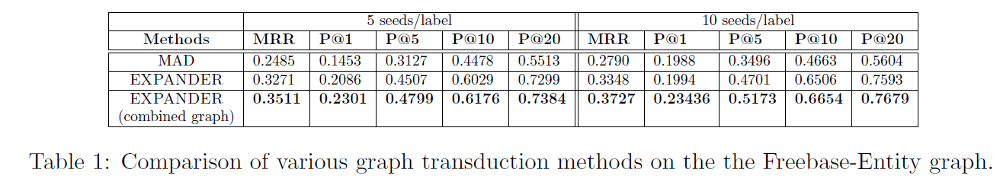 5 seeds/label 10 seeds/label
Methods MRR P@1 P@5 P@10 P@20 MRR P@1 P@5 P@10 P@20
MAD 0.2485 0.1453 0.3127 0.4478 0.5513 0.2790 0.1988 0.3496 0.4663 0.5604
EXPANDER 0.3271 0.2086 0.4507 0.6029 0.7299 0.3348 0.1994 0.4701 0.6506 0.7593
EXPANDER 0.3511 0.2301 0.4799 0.6176 0.7384 0.3727 0.23436 0.5173 0.6654 0.7679
(combined graph)
Table 1: Comparison of various graph transduction methods on the the Freebase-Entity graph.